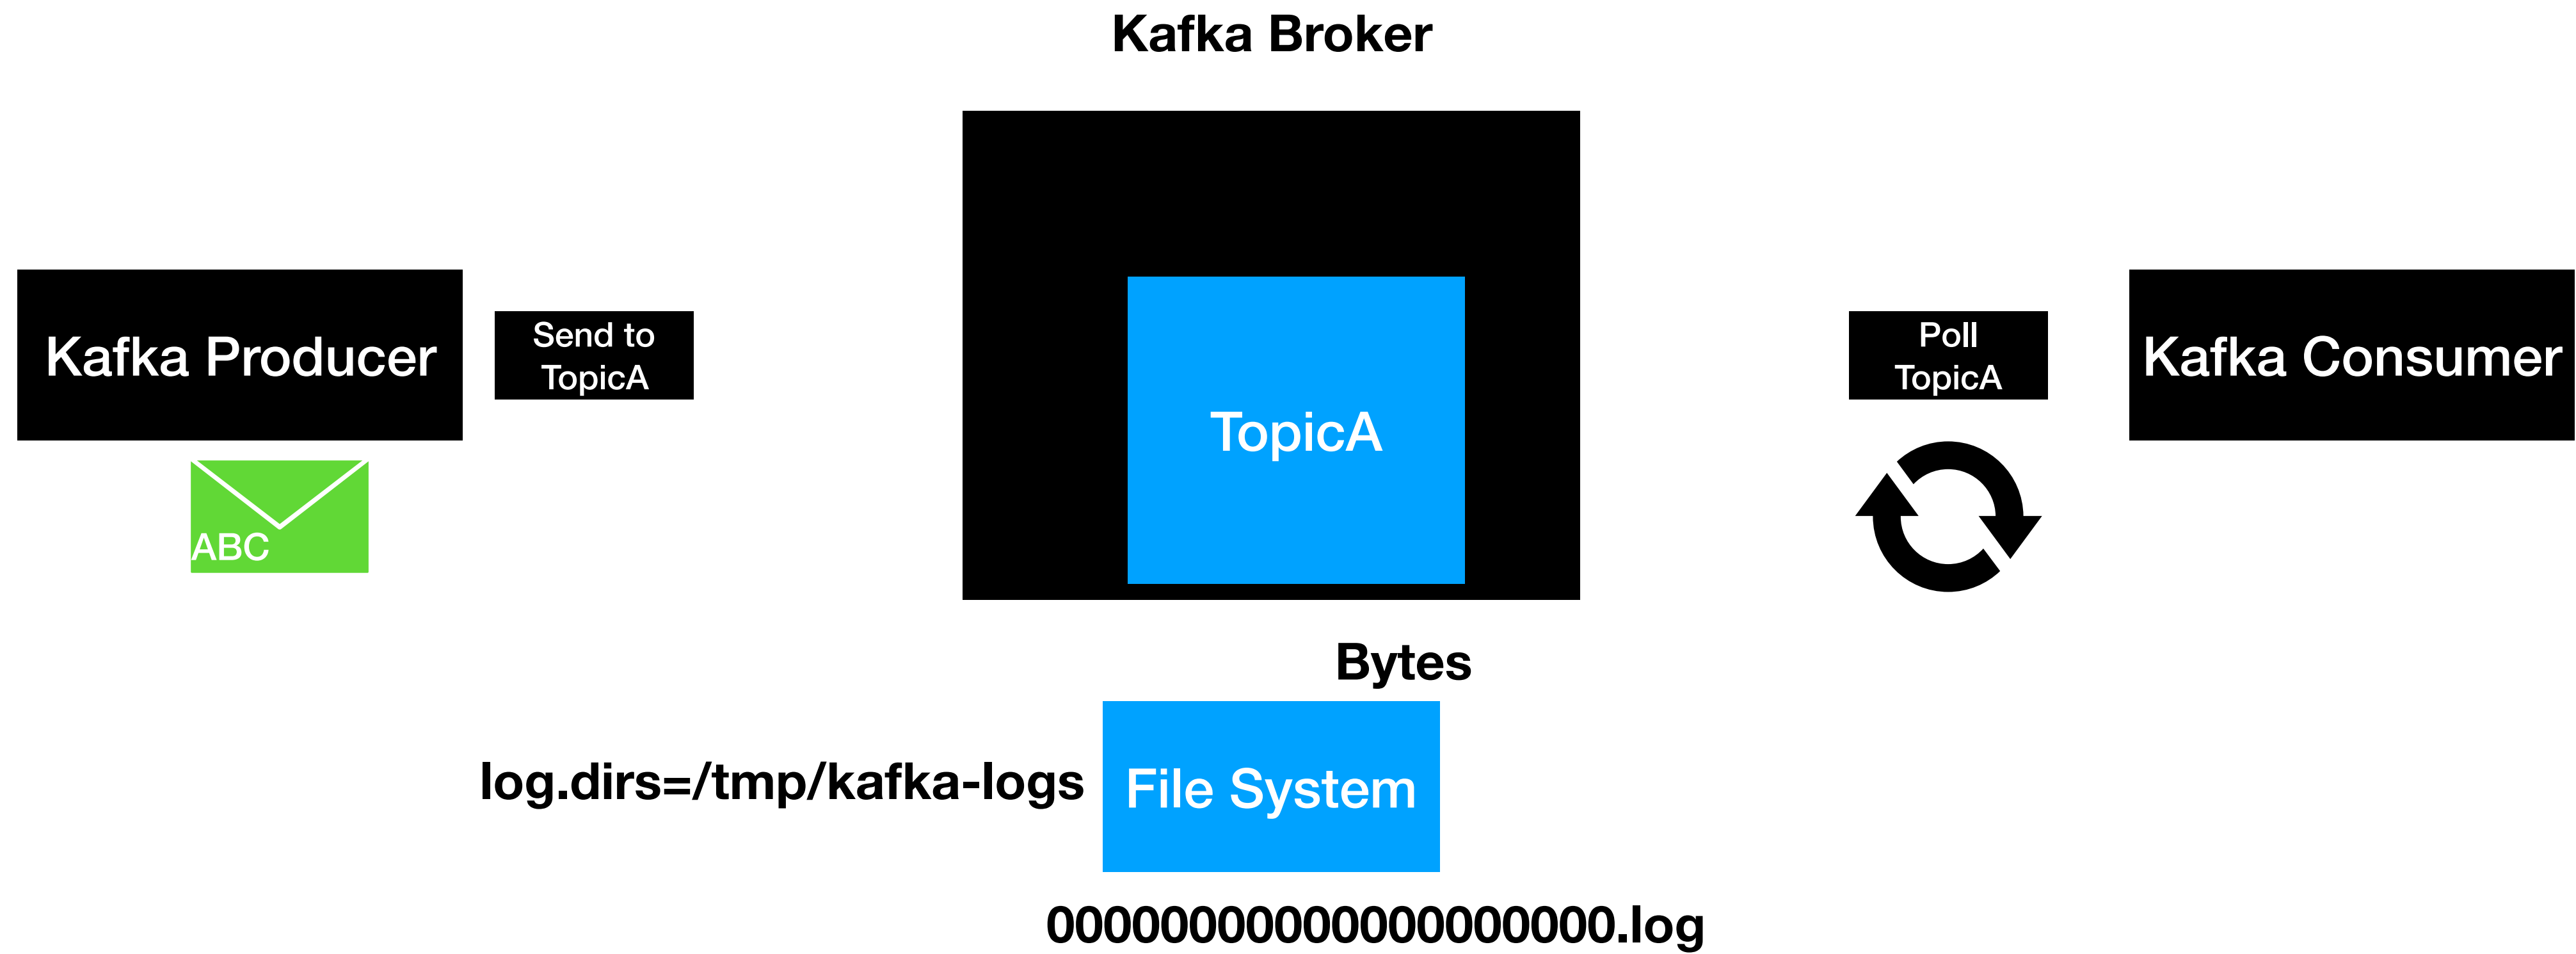 Kafka Broker
Kafka Producer
Send to
TopicA
ABC
TopicA
Poll
TopicA
Kafka Consumer
Bytes
log.dirs=/tmp/kafka-logs
File System
00000000000000000000.log